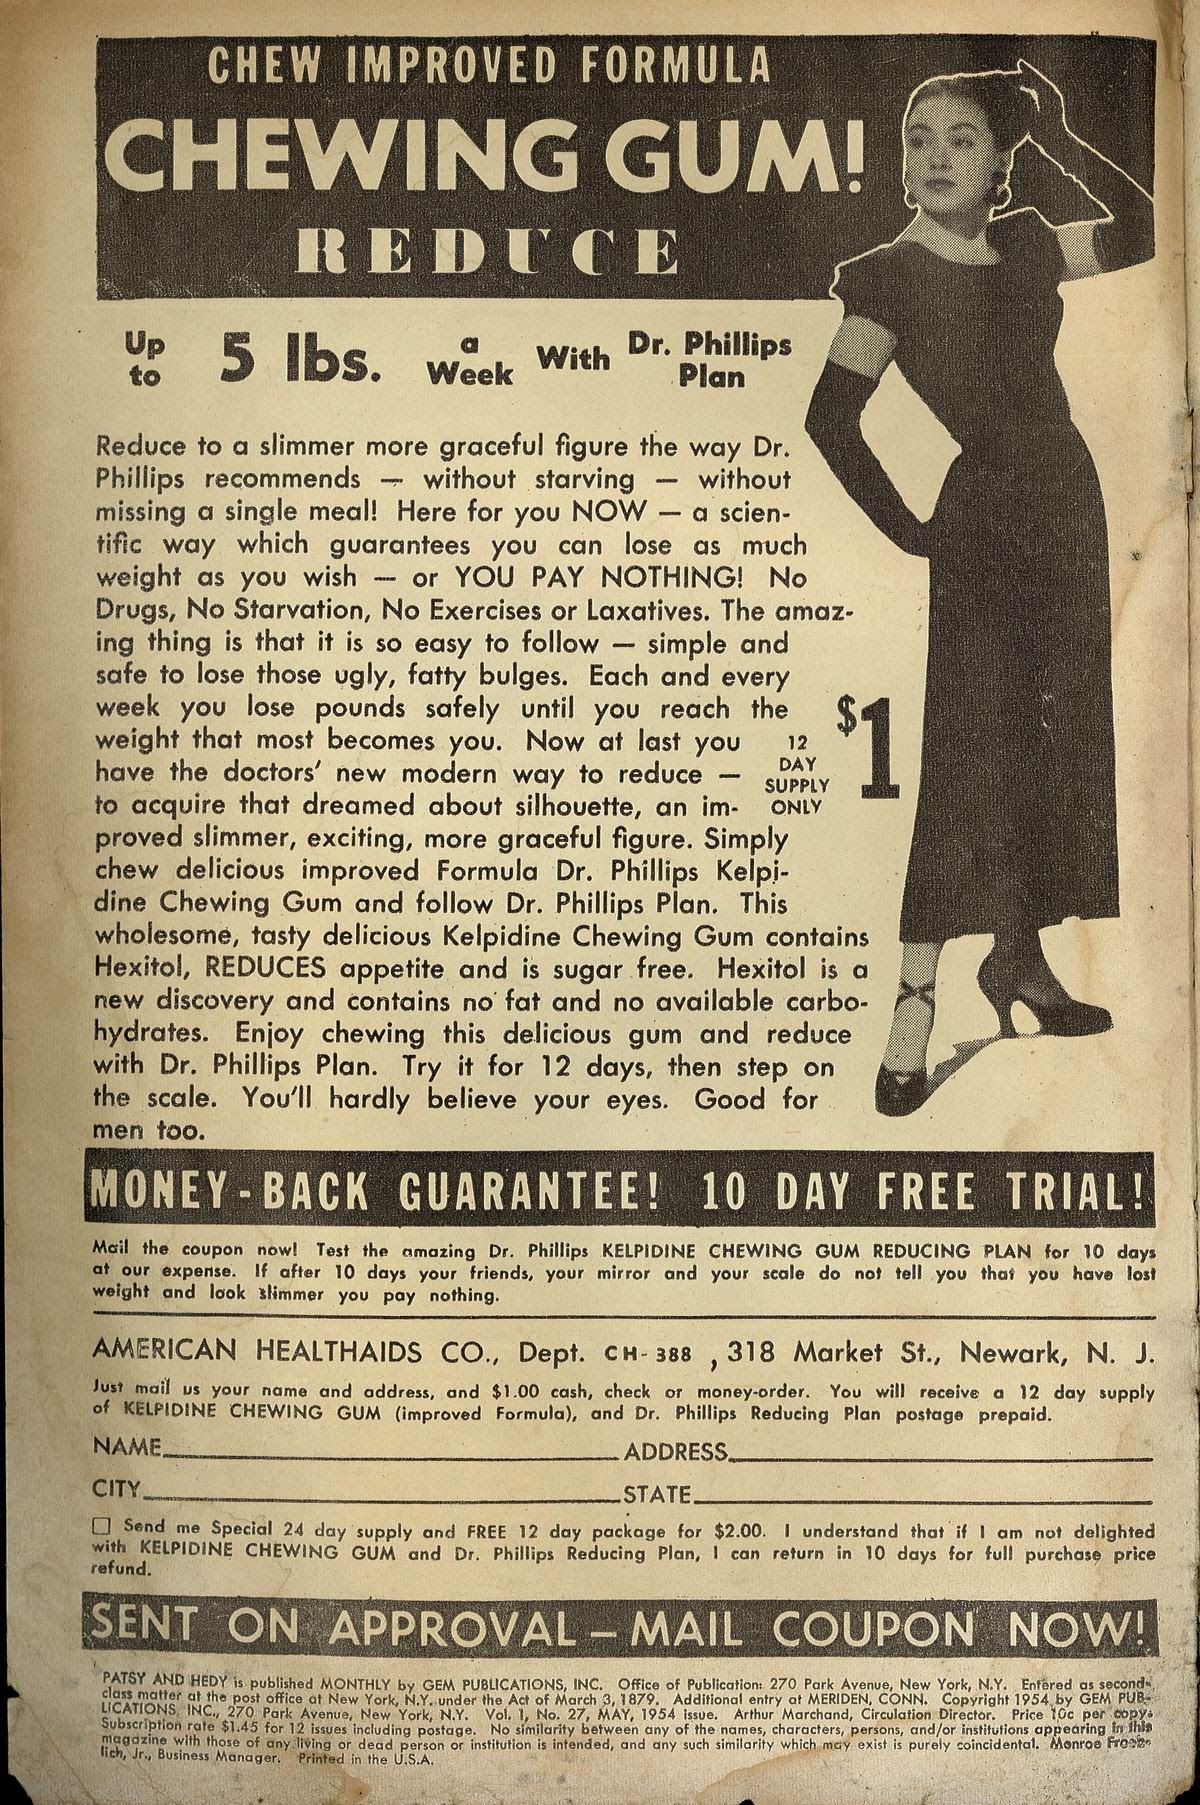 CHEW IMPROVED FORMULA
CHEWING GUM!
REDUCE
Up to 5 lbs. a Week With Dr. Phillips Plan
Reduce to a slimmer more graceful figure the way Dr.
Phillips recommends — without starving — without
missing a single meal! Here for you NOW — a scien-
tific way which guarantees you can lose as much
weight as you wish — or YOU PAY NOTHING! No
Drugs, No Starvation, No Exercises or Laxatives. The amaz-
ing thing is that it is so easy to follow — simple and
safe to lose those ugly, fatty bulges. Each and every
week you lose pounds safely until you reach the
weight that most becomes you. Now at last you
have the doctors' new modern way to reduce —
to acquire that dreamed about silhouette, an im-
proved slimmer, exciting, more graceful figure. Simply
chew delicious improved Formula Dr. Phillips Kelpi-
dine Chewing Gum and follow Dr. Phillips Plan. This
wholesome, tasty delicious Kelpidine Chewing Gum contains
Hexitol, REDUCES appetite and is sugar free. Hexitol is a
new discovery and contains no fat and no available carbo-
hydrates. Enjoy chewing this delicious gum and reduce
with Dr. Phillips Plan. Try it for 12 days, then step on
the scale. You'll hardly believe your eyes. Good for
men too.
12
DAY
SUPPLY
ONLY
$1
MONEY-BACK GUARANTEE! 10 DAY FREE TRIAL!
Mail the coupon now! Test the amazing Dr. Phillips KELPIDINE CHEWING GUM REDUCING PLAN for 10 days
at our expense. If after 10 days your friends, your mirror and your scale do not tell you that you have lost
weight and look slimmer you pay nothing.
AMERICAN HEALTHAIDS CO., Dept. CH-388 , 318 Market St., Newark, N. J.
Just mail us your name and address, and $1.00 cash, check or money-order. You will receive a 12 day supply
of KELPIDINE CHEWING GUM (improved Formula), and Dr. Phillips Reducing Plan postage prepaid.
NAME ADDRESS
CITY STATE
Send me Special 24 day supply and FREE 12 day package for $2.00. I understand that if I am not delighted
with KELPIDINE CHEWING GUM and Dr. Phillips Reducing Plan, I can return in 10 days for full purchase price
refund.
SENT ON APPROVAL – MAIL COUPON NOW!
PATSY AND HEDY is published MONTHLY by GEM PUBLICATIONS, INC. Office of Publication: 270 Park Avenue, New York, N.Y. Entered as second-
class matter at the post office at New York, N.Y. under the Act of March 3, 1879. Additional entry at MERIDEN, CONN. Copyright 1954 by GEM PUB-
LICATIONS, INC., 270 Park Avenue, New York, N.Y. Vol. 1, No. 27, MAY, 1954 issue. Arthur Marchand, Circulation Director. Price 10c per copy.
Subscription rate $1.45 for 12 issues including postage. No similarity between any of the names, characters, persons, and/or institutions appearing in this
magazine with those of any living or dead person or institution is intended, and any such similarity which may exist is purely coincidental. Monroe
lich, Jr., Business Manager. Printed in the U.S.A.